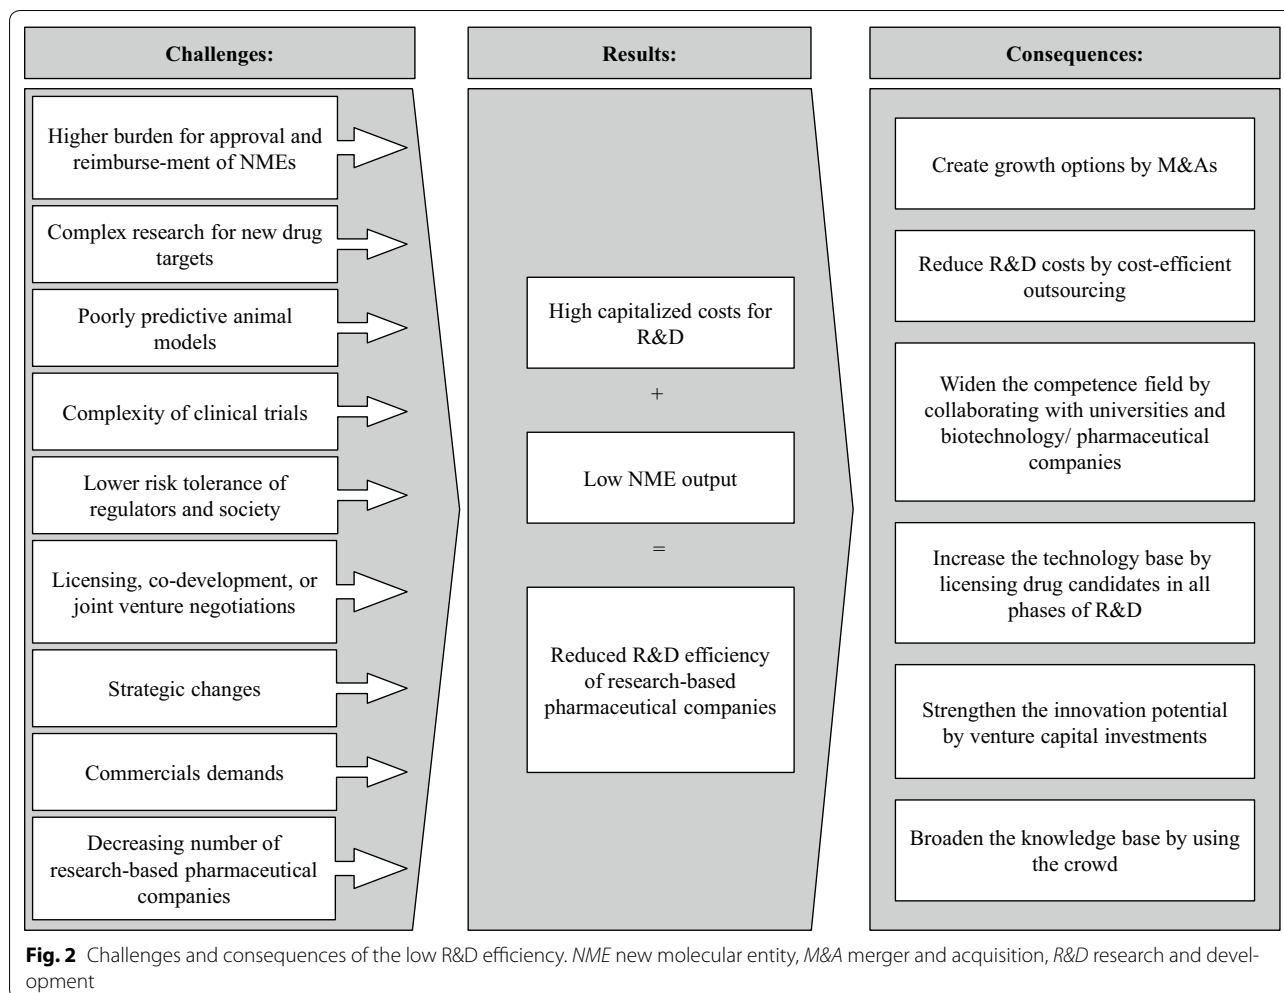 Challenges:
Higher burden for approval and
reimburse-ment of NMEs
Complex research for new drug
targets
Poorly predictive animal
models
Complexity of clinical trials
Lower risk tolerance of
regulators and society
Licensing, co-development, or
joint venture negotiations
Strategic changes
Commercials demands
Decreasing number of
research-based pharmaceutical
companies
Results:
High capitalized costs for
R&D
+
Low NME output
=
Reduced R&D efficiency
of research-based
pharmaceutical companies
Consequences:
Create growth options by M&As
Reduce R&D costs by cost-efficient
outsourcing
Widen the competence field by
collaborating with universities and
biotechnology/ pharmaceutical
companies
Increase the technology base by
licensing drug candidates in all
phases of R&D
Strengthen the innovation potential
by venture capital investments
Broaden the knowledge base by using
the crowd
Fig. 2 Challenges and consequences of the low R&D efficiency. NME new molecular entity, M&A merger and acquisition, R&D research and devel-
opment